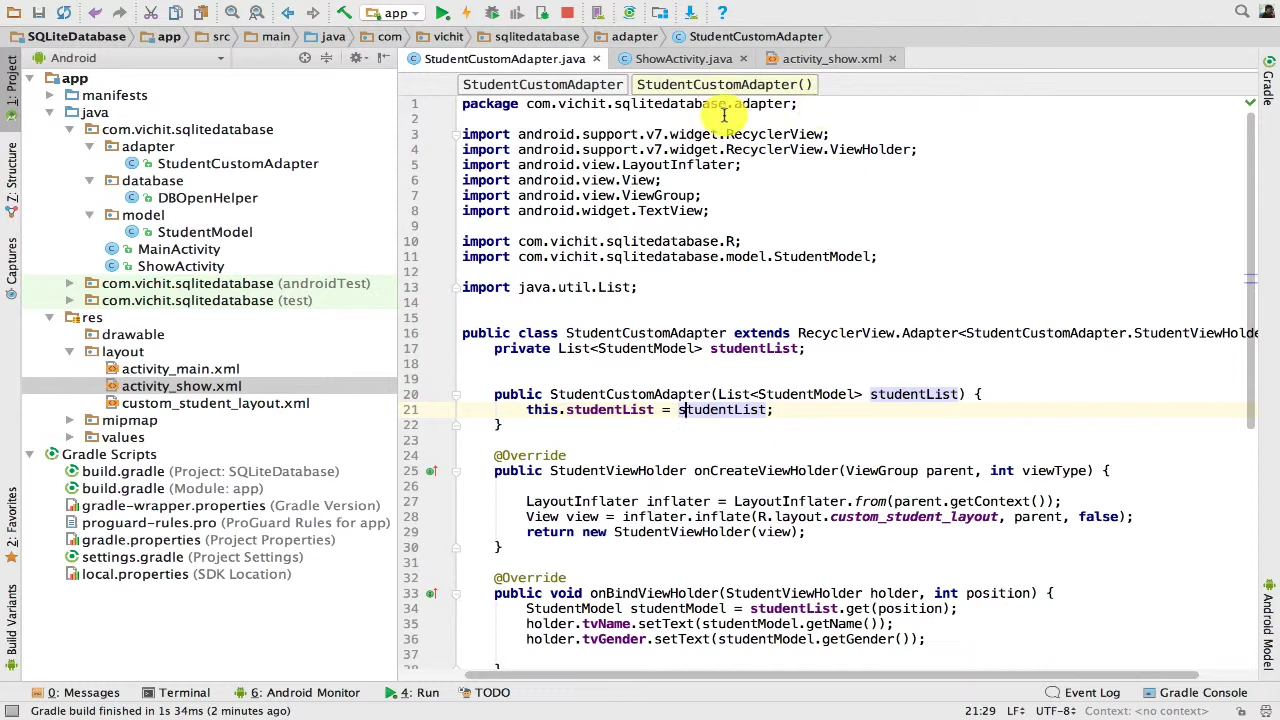 app
SQLiteDatabase app src main java com vichit sqlitedatabase adapter StudentCustomAdapter
Android
StudentCustomAdapter.java ShowActivity.java activity_show.xml
StudentCustomAdapter StudentCustomAdapter()
1: Project
Z: Structure
Captures
2: Favorites
Build Variants
app
manifests
java
com.vichit.sqlitedatabase
adapter
StudentCustomAdapter
database
DBOpenHelper
model
StudentModel
MainActivity
ShowActivity
com.vichit.sqlitedatabase (androidTest)
com.vichit.sqlitedatabase (test)
res
drawable
layout
activity_main.xml
activity_show.xml
custom_student_layout.xml
mipmap
values
Gradle Scripts
build.gradle (Project: SQLiteDatabase)
build.gradle (Module: app)
gradle-wrapper.properties (Gradle Version)
proguard-rules.pro (ProGuard Rules for app)
gradle.properties (Project Properties)
settings.gradle (Project Settings)
local.properties (SDK Location)
1 package com.vichit.sqlitedatabase.adapter;
2
3 import android.support.v7.widget.RecyclerView;
4 import android.support.v7.widget.RecyclerView.ViewHolder;
5 import android.view.LayoutInflater;
6 import android.view.View;
7 import android.view.ViewGroup;
8 import android.widget.TextView;
9
10 import com.vichit.sqlitedatabase.R;
11 import com.vichit.sqlitedatabase.model.StudentModel;
12
13 import java.util.List;
14
15
16 public class StudentCustomAdapter extends RecyclerView.Adapter<StudentCustomAdapter.StudentViewHolde
17 private List<StudentModel> studentList;
18
19
20 public StudentCustomAdapter(List<StudentModel> studentList) {
21 this.studentList = studentList;
22 }
23
24 @Override
25 public StudentViewHolder onCreateViewHolder(ViewGroup parent, int viewType) {
26
27 LayoutInflater inflater = LayoutInflater.from(parent.getContext());
28 View view = inflater.inflate(R.layout.custom_student_layout, parent, false);
29 return new StudentViewHolder(view);
30 }
31
32 @Override
33 public void onBindViewHolder(StudentViewHolder holder, int position) {
34 StudentModel studentModel = studentList.get(position);
35 holder.tvName.setText(studentModel.getName());
36 holder.tvGender.setText(studentModel.getGender());
37
38 }
Gradle
Android Model
0: Messages Terminal 6: Android Monitor 4: Run TODO Event Log Gradle Console
Gradle build finished in 1s 34ms (2 minutes ago) 21:29 LF÷ UTF-8÷ Context: <no context>